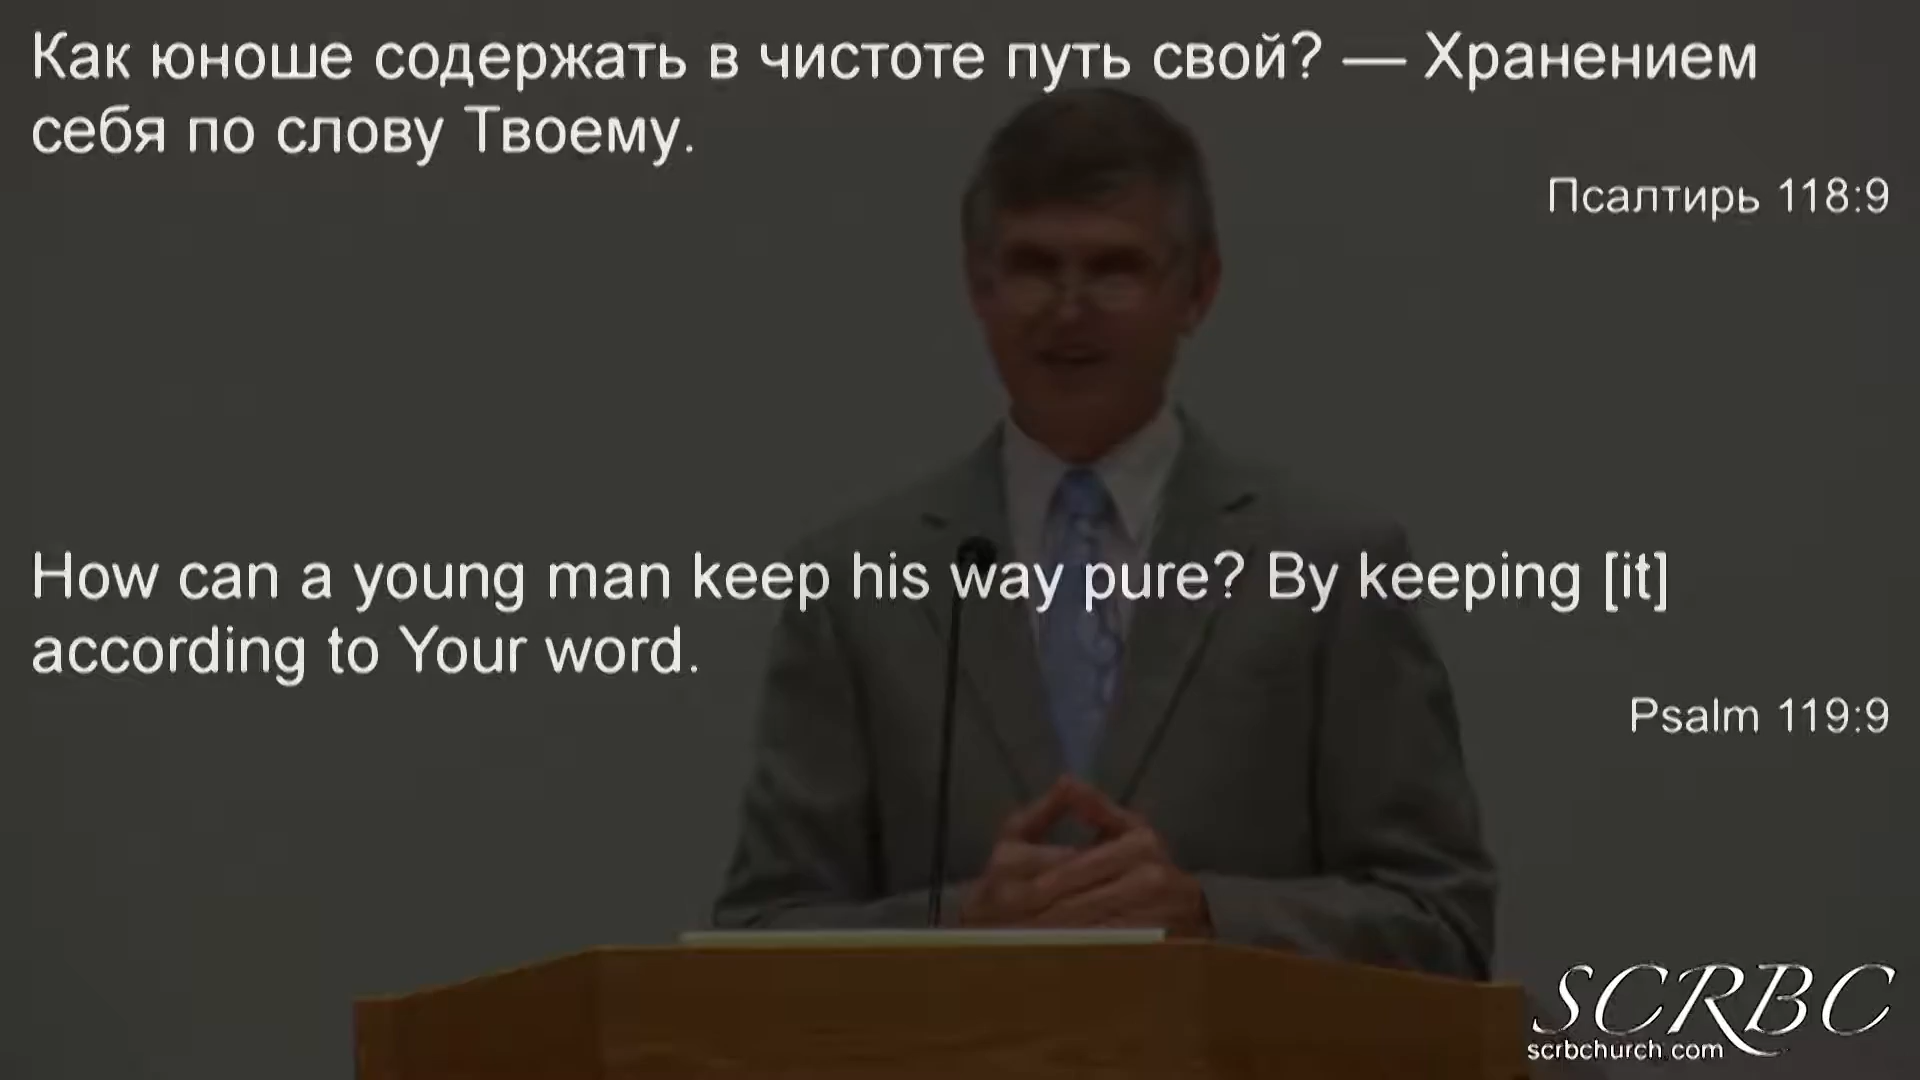 Как юноше содержать в чистоте путь свой? — Хранением
себя по слову Твоему.
Псалтирь 118:9
How can a young man keep his way pure? By keeping [it]
according to Your word.
Psalm 119:9
SCRBC
scrbchurch.com